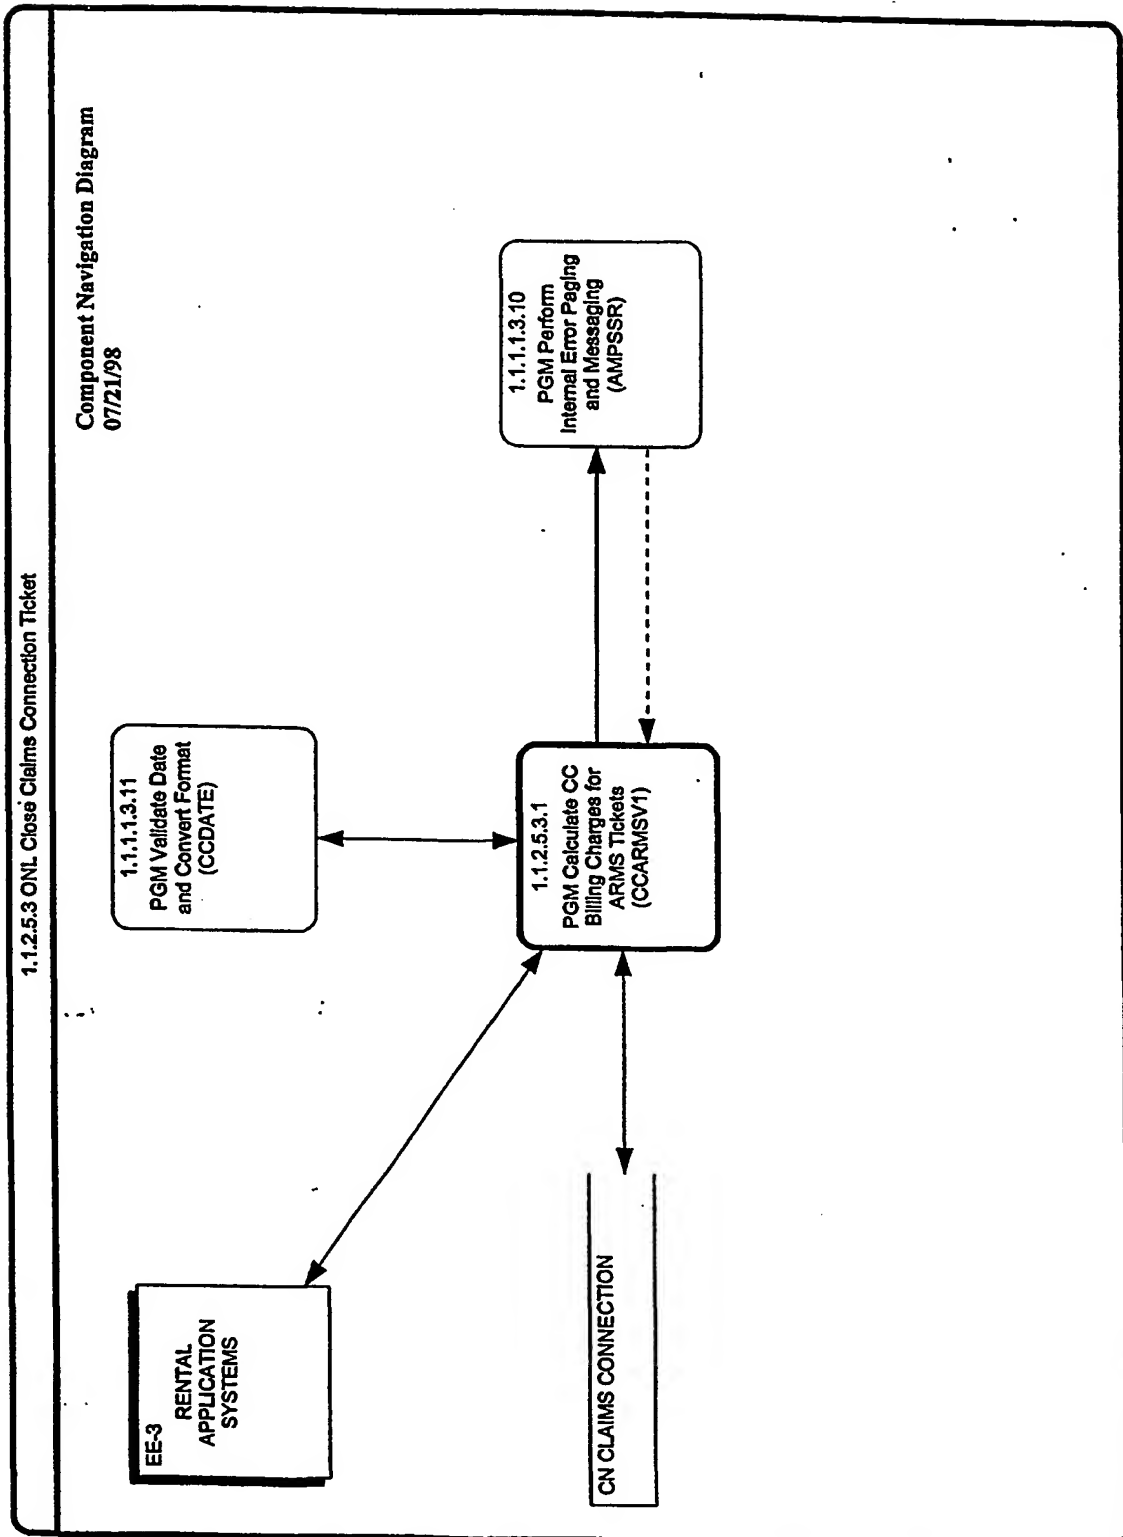 1.1.2.5.3 ONL Close Claims Connection Ticket
Component Navigation Diagram
07/21/98
EE-3
RENTAL
APPLICATION
SYSTEMS
1.1.1.1.3.11
PGM Validate Date
and Convert Format
(CCDATE)
CN CLAIMS CONNECTION
1.1.2.5.3.1
PGM Calculate CC
Billing Charges for
ARMS Tickets
(CCARMSV1)
1.1.1.1.3.10
PGM Perform
Internal Error Paging
and Messaging
(AMPSSR)